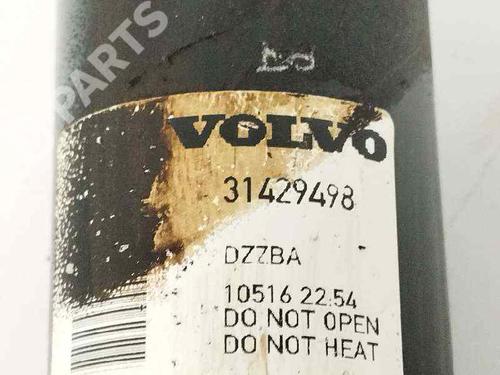 PARTS
VOLVO
31429498
DZZBA
10516 22:54
DO NOT OPEN
DO NOT HEAT